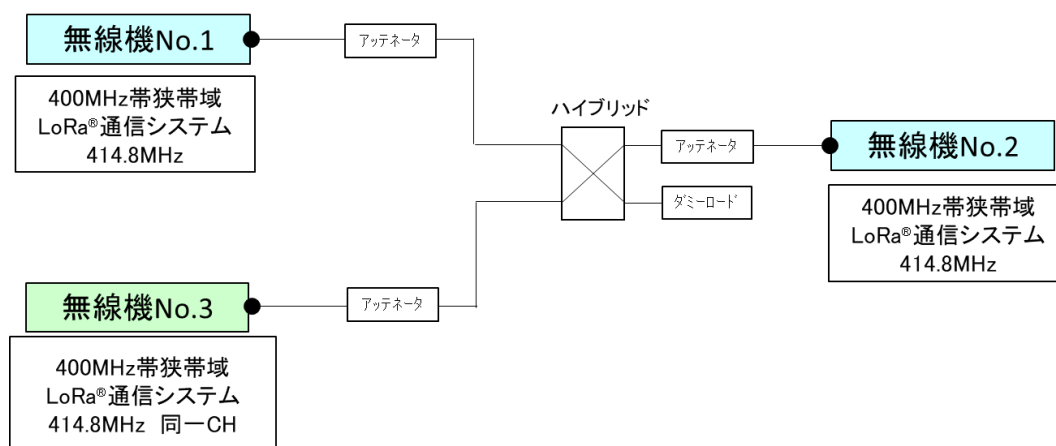 無線機No.1
400MHz帯狭帯域
LoRa®通信システム
414.8MHz
ｱｯﾃﾈｰﾀ
ハイブリッド
ｱｯﾃﾈｰﾀ
ﾀﾞﾐｰﾛｰﾄﾞ
無線機No.2
400MHz帯狭帯域
LoRa®通信システム
414.8MHz
無線機No.3
400MHz帯狭帯域
LoRa®通信システム
414.8MHz 同一CH
ｱｯﾃﾈｰﾀ